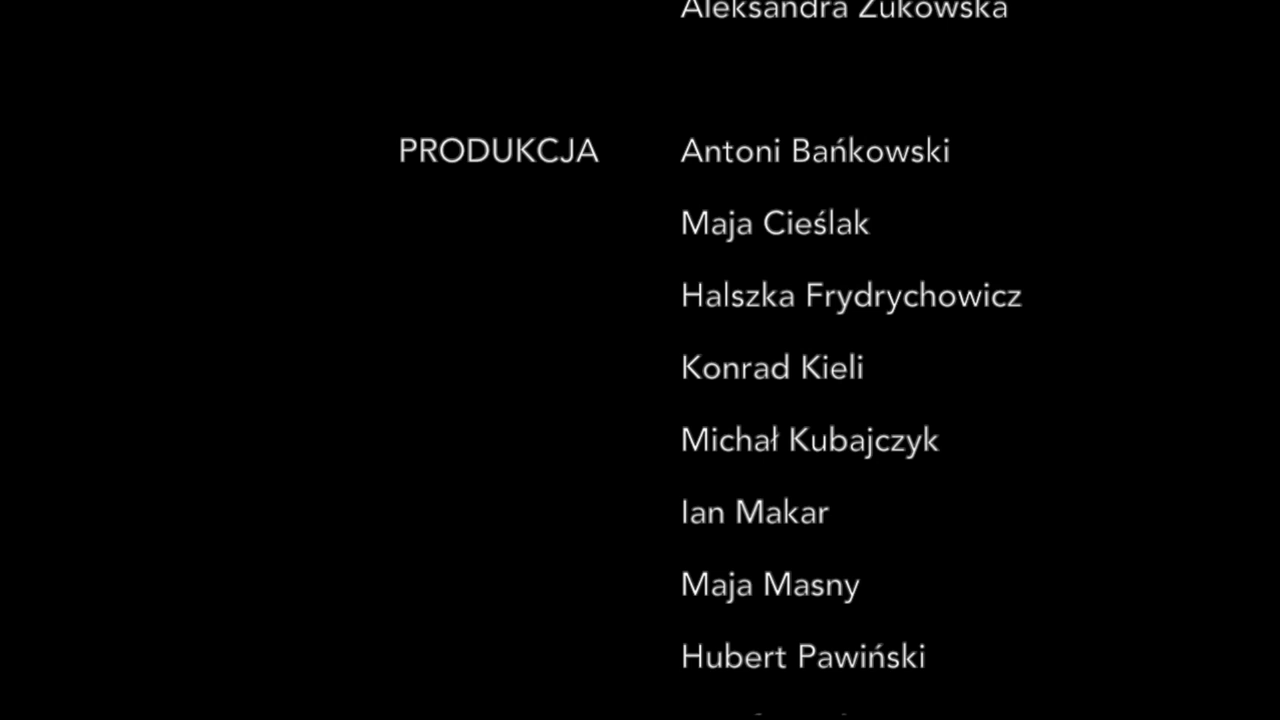 Aleksandra Żukowska
PRODUKCJA Antoni Bańkowski
Maja Cieślak
Halszka Frydrychowicz
Konrad Kieli
Michał Kubajczyk
Ian Makar
Maja Masny
Hubert Pawiński